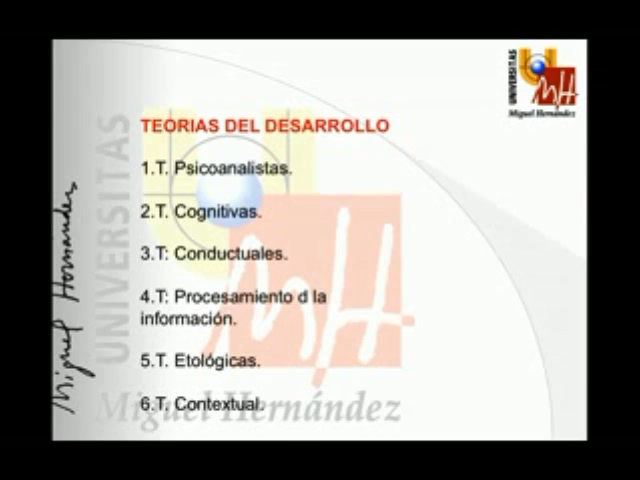 UNIVERSITAS
Miguel Hernández
TEORIAS DEL DESARROLLO
1.T. Psicoanalistas.
2.T. Cognitivas.
3.T: Conductuales.
4.T: Procesamiento d la
información.
5.T. Etológicas.
6.T. Contextual.
UNIVERSITAS
Miguel Hernández
Miguel Hernández